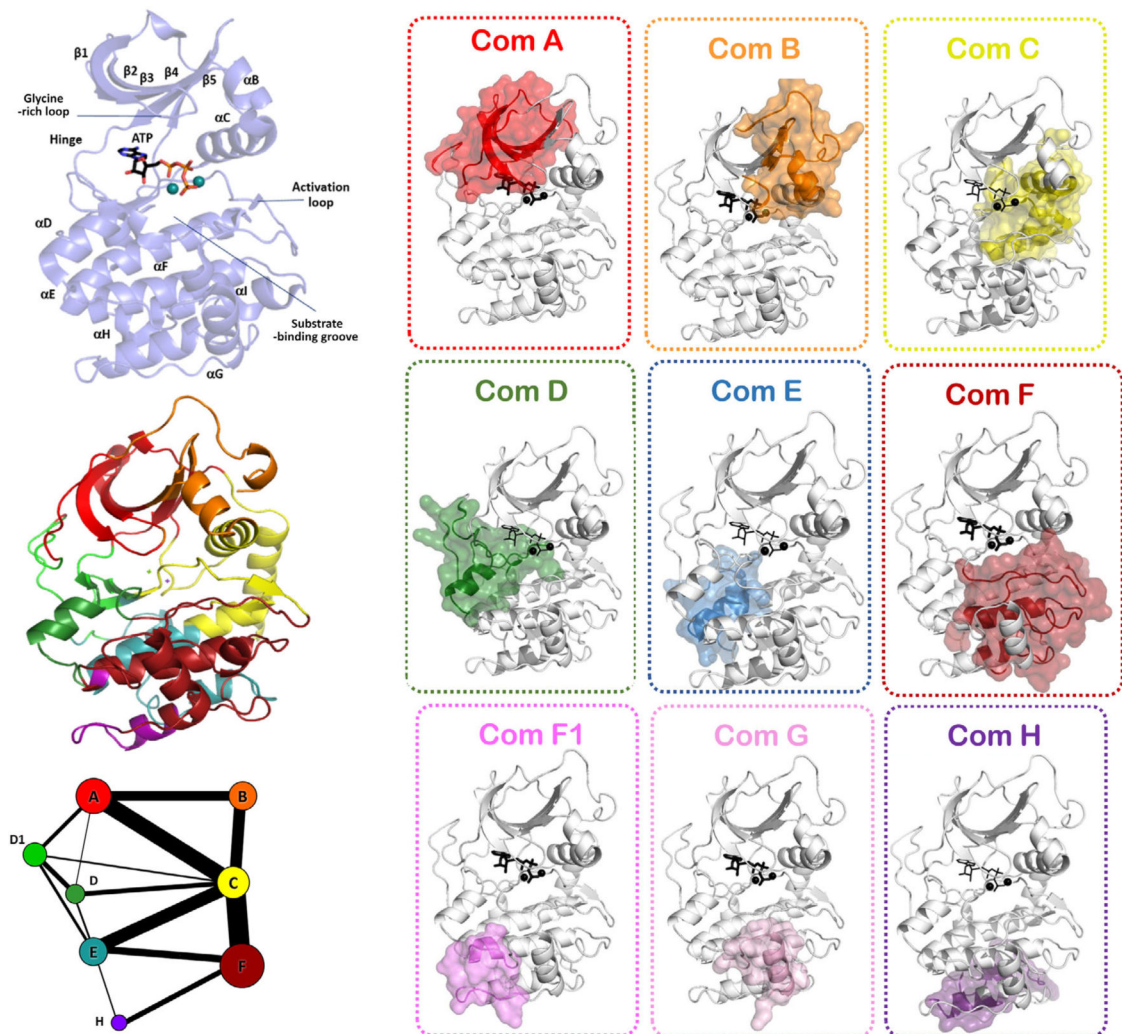 β1
β2
β3
β4
β5
αB
Glycine
-rich loop
αC
Hinge
ATP
Activation
loop
αD
αF
αE
αI
αH
Substrate
-binding groove
αG
A
B
D1
D
C
E
F
H
Com A
Com B
Com C
Com D
Com E
Com F
Com F1
Com G
Com H